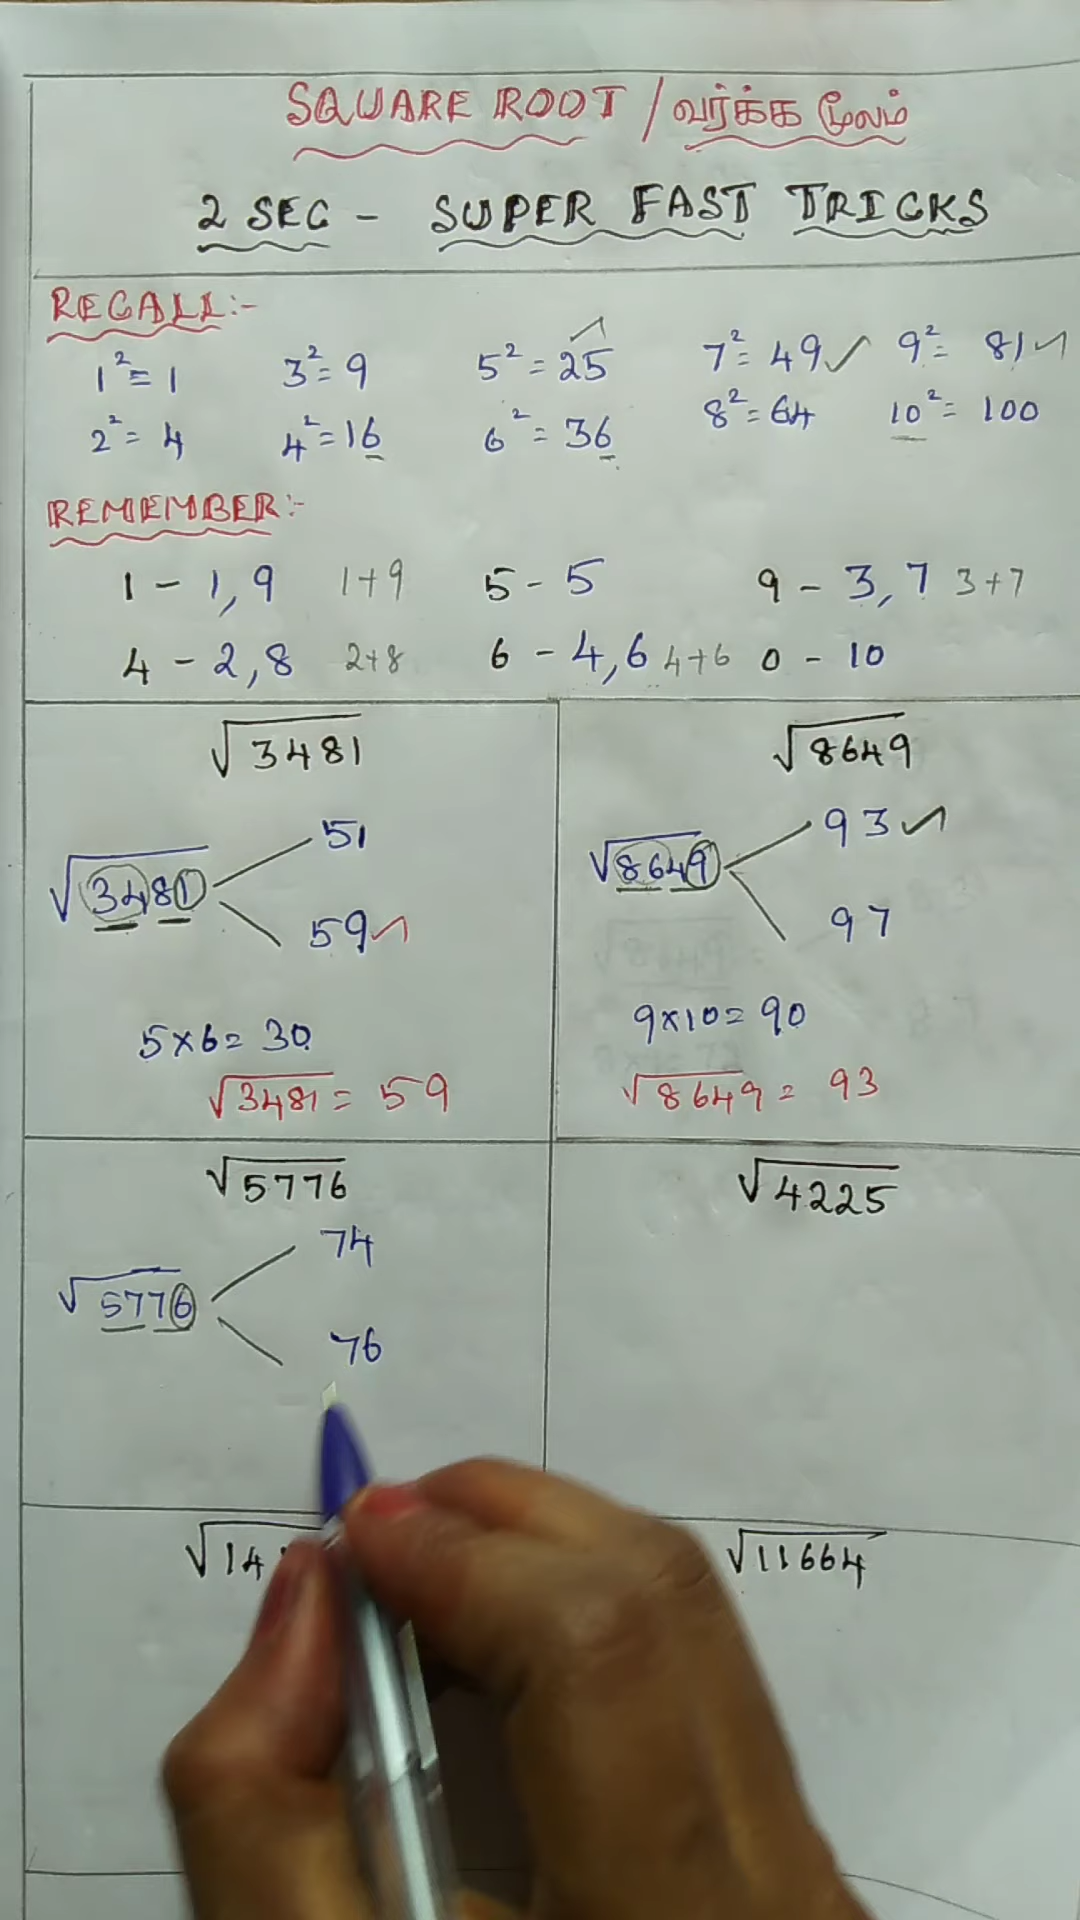 SQUARE ROOT / வர்க்க மூலம்
2 SEC - SUPER FAST TRICKS
RECALL:-
1² = 1 3² = 9 5² = 25 7² = 49 ✓ 9² = 81 ✓
2² = 4 4² = 16 6² = 36 8² = 64 10² = 100
REMEMBER:-
1 - 1, 9 1+9 5 - 5 9 - 3, 7 3+7
4 - 2, 8 2+8 6 - 4, 6 4+6 0 - 10
√3481
51
√3481
59 ✓
5×6= 30
√3481 = 59
√8649
93 ✓
√8649
97
9×10= 90
√8649 = 93
√5776
74
√5776
76
√4225
√14
√11664